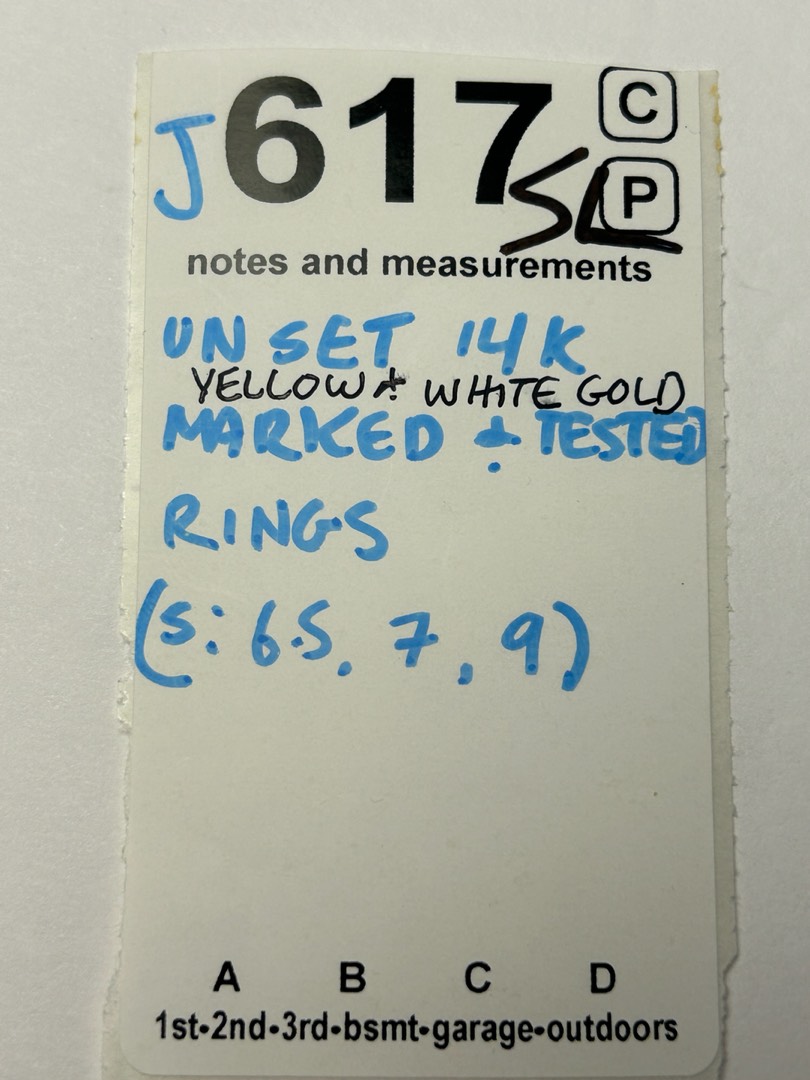 J617 C
SL P
notes and measurements
UNSET 14K
YELLOW + WHITE GOLD
MARKED + TESTED
RINGS
(S: 6.5, 7, 9)
A B C D
1st•2nd•3rd•bsmt•garage•outdoors